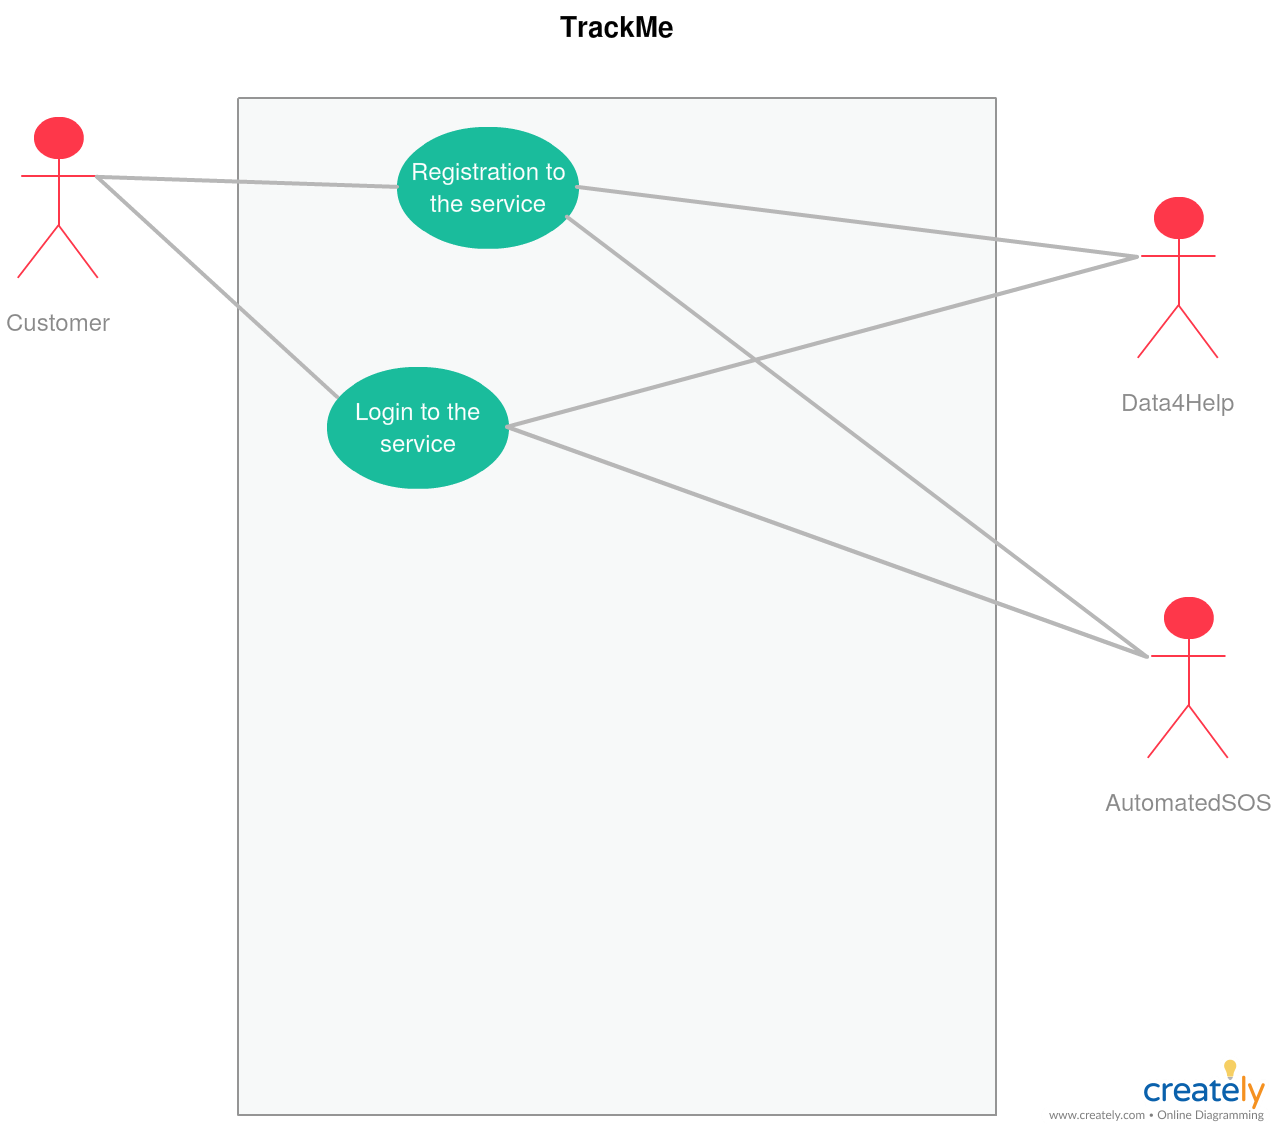 TrackMe
Registration to
the service
Customer
Login to the
service
Data4Help
AutomatedSOS
creately
www.creately.com • Online Diagramming